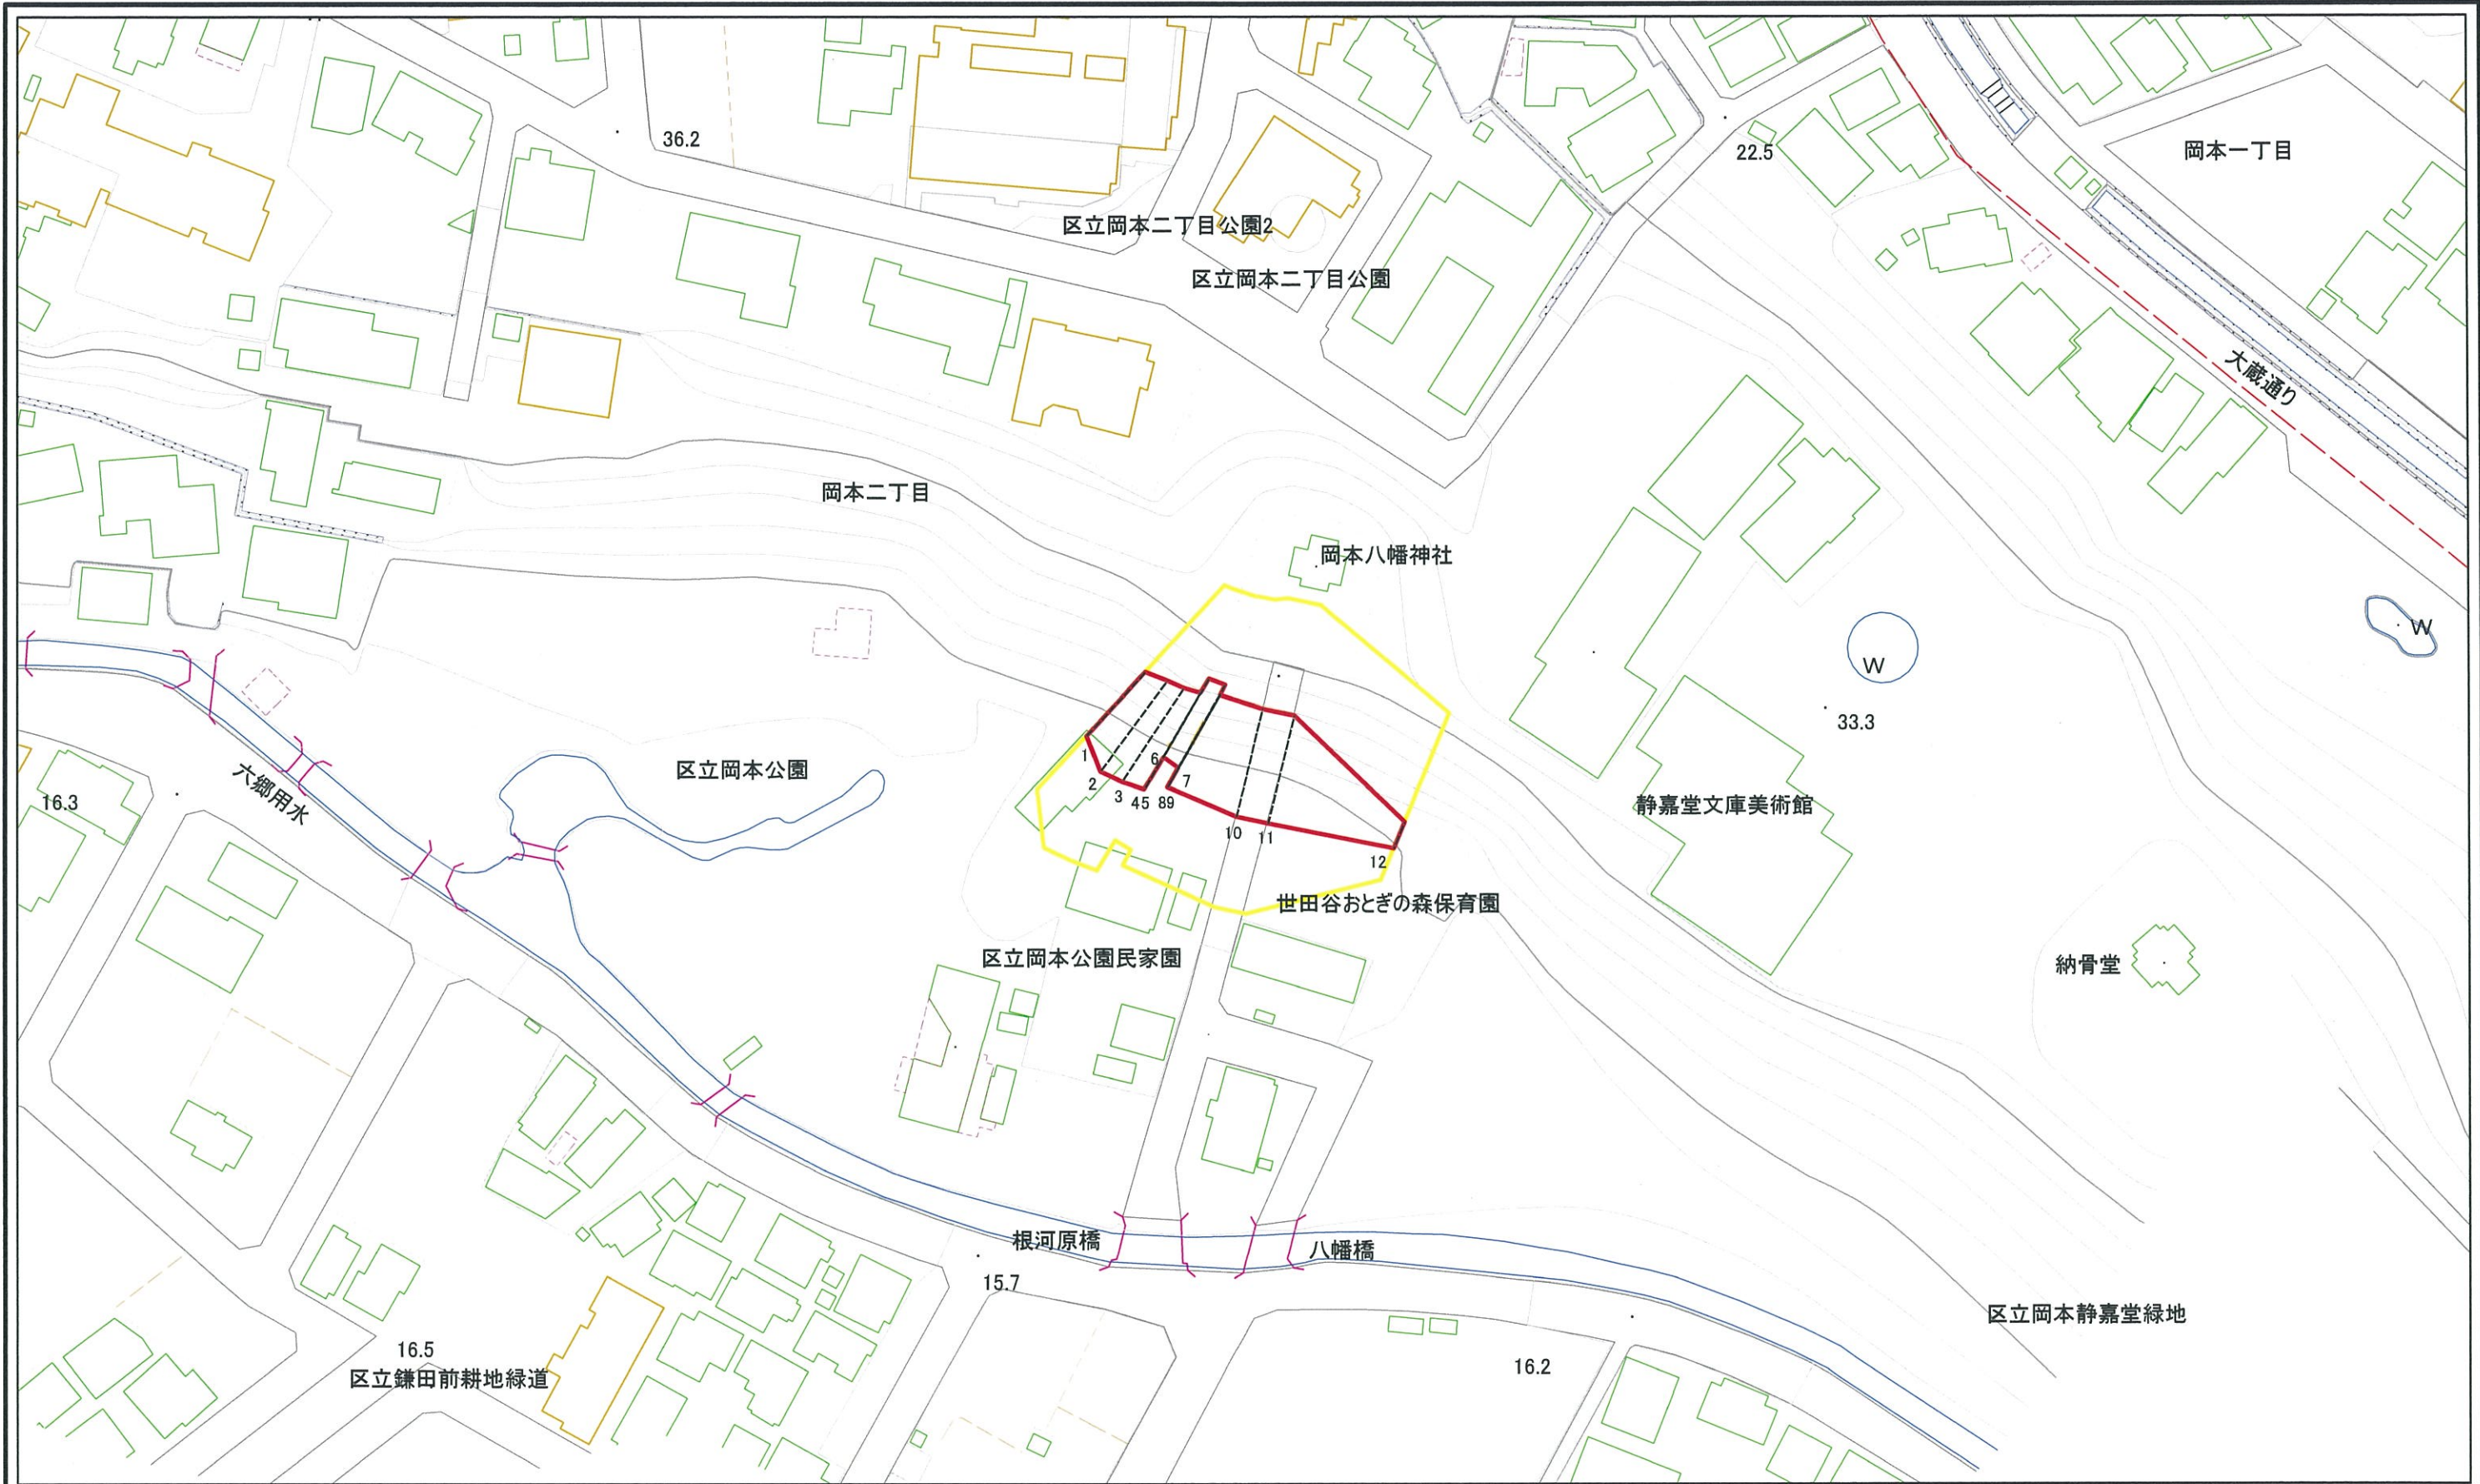 36.2
22.5
岡本一丁目
区立岡本二丁目公園2
区立岡本二丁目公園
大蔵通り
岡本二丁目
岡本八幡神社
W
W
33.3
区立岡本公園
六郷用水
16.3
1
2
3
45
6
7
89
10
11
12
静嘉堂文庫美術館
世田谷おとぎの森保育園
区立岡本公園民家園
納骨堂
根河原橋
八幡橋
15.7
区立岡本静嘉堂緑地
16.5
区立鎌田前耕地緑道
16.2